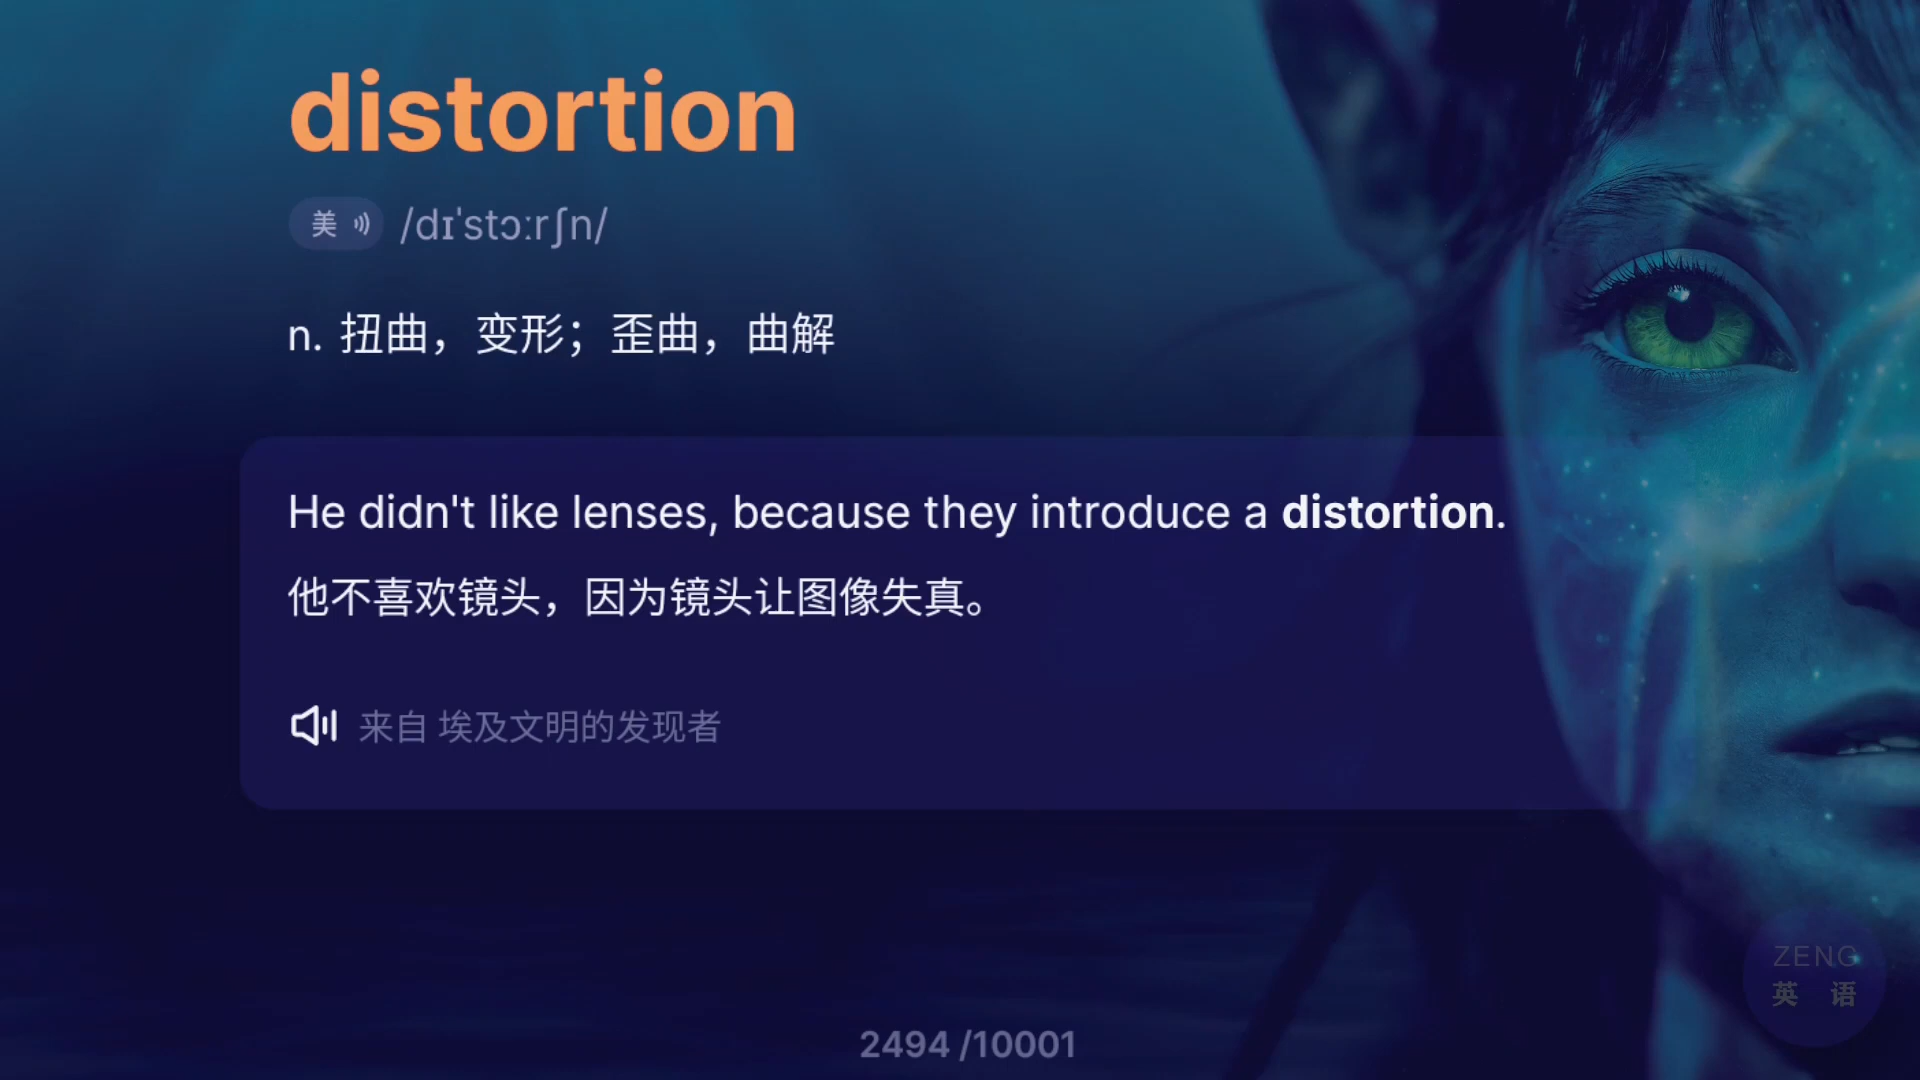 distortion
美 /dɪˈstɔːrʃn/
n. 扭曲，变形；歪曲，曲解
He didn't like lenses, because they introduce a distortion.
他不喜欢镜头，因为镜头让图像失真。
来自 埃及文明的发现者
ZENG
英 语
2494 /10001